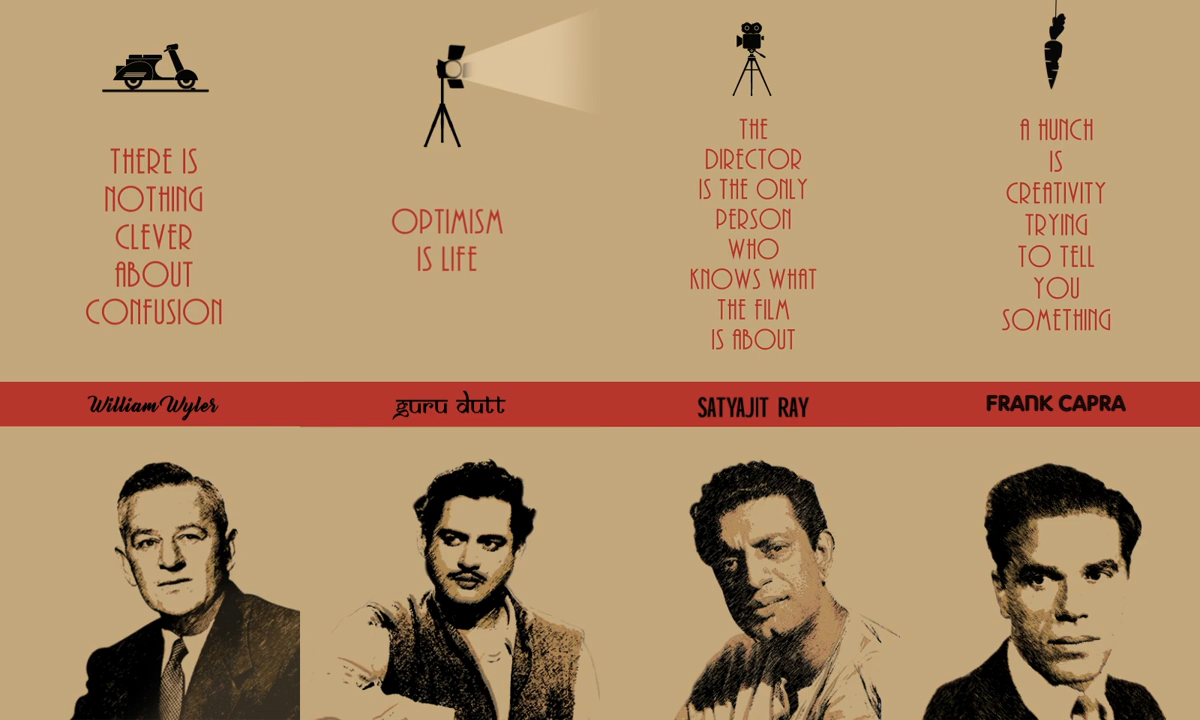 THERE IS
NOTHING
CLEVER
ABOUT
CONFUSION
William Wyler
OPTIMISM
IS LIFE
guru dutt
THE
DIRECTOR
IS THE ONLY
PERSON
WHO
KNOWS WHAT
THE FILM
IS ABOUT
SATYAJIT RAY
A HUNCH
IS
CREATIVITY
TRYING
TO TELL
YOU
SOMETHING
FRANK CAPRA